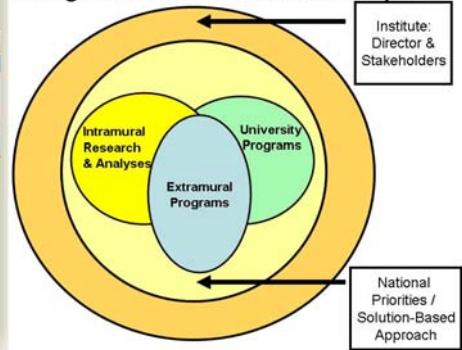 Institute:
Director &
Stakeholders
Intramural
Research
& Analyses
University
Programs
Extramural
Programs
National
Priorities /
Solution-Based
Approach